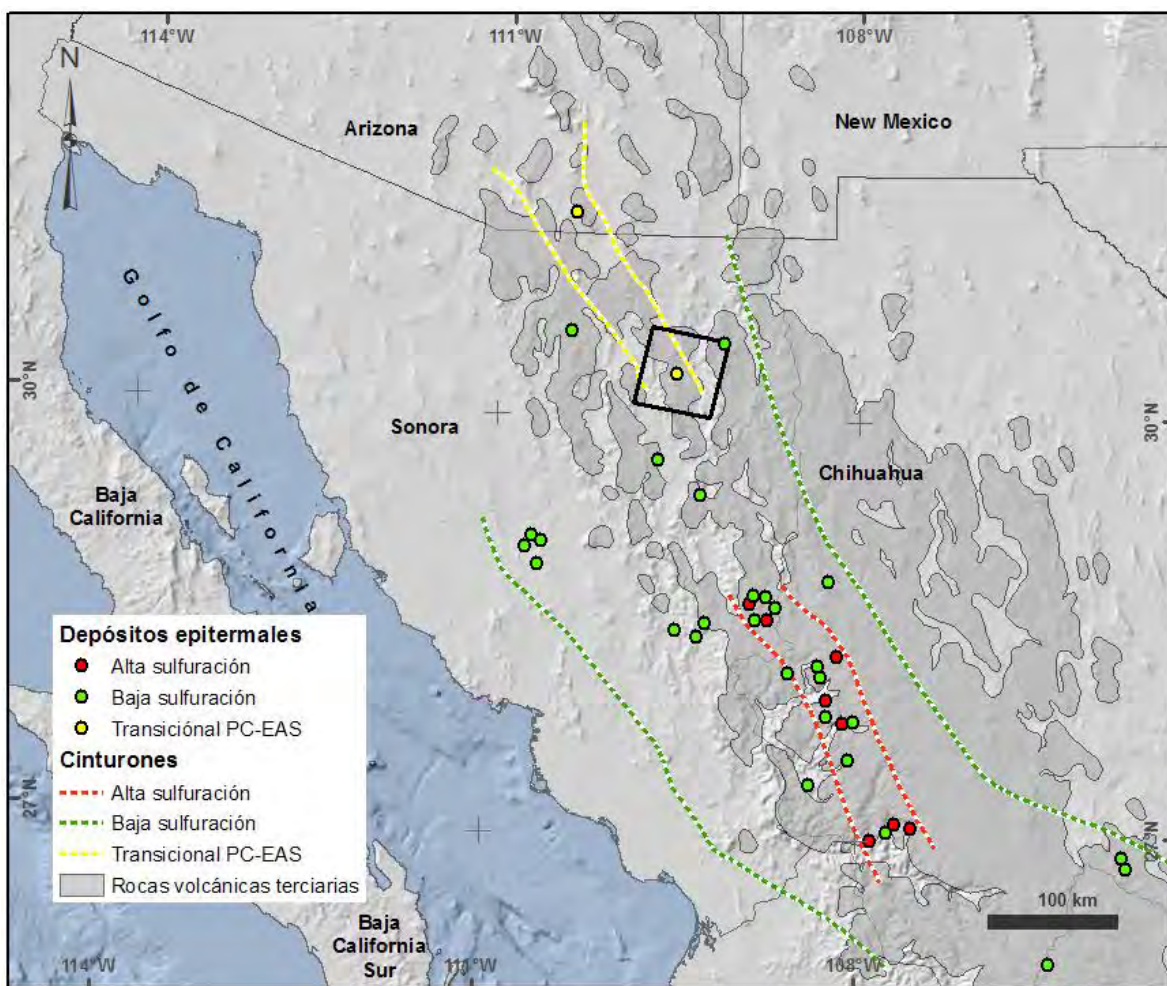 114°W
111°W
108°W
N
Arizona
New Mexico
Golfo de California
30°N
30°N
Sonora
Chihuahua
Baja
California
Depósitos epitermales
Alta sulfuración
Baja sulfuración
Transiciónal PC-EAS
Cinturones
Alta sulfuración
Baja sulfuración
Transicional PC-EAS
Rocas volcánicas terciarias
27°N
27°N
100 km
Baja
California
Sur
114°W
111°W
108°W